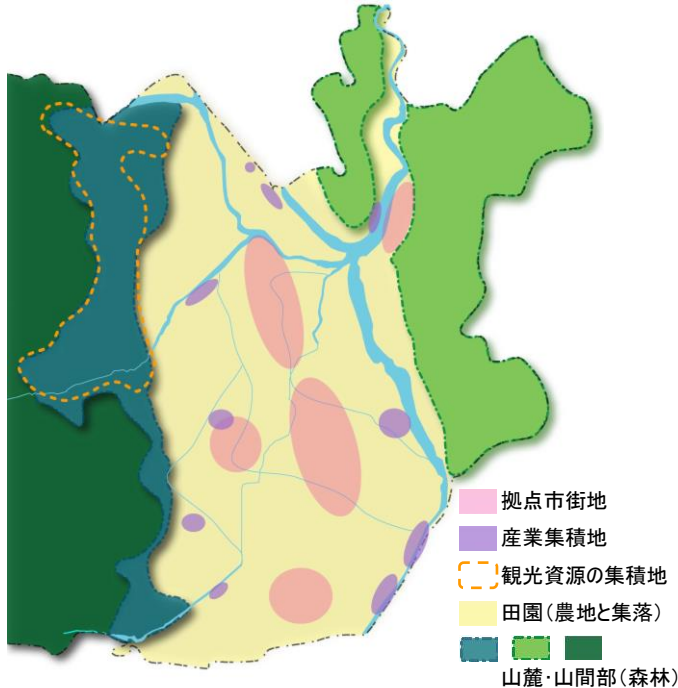 拠点市街地
産業集積地
観光資源の集積地
田園(農地と集落)
山麓・山間部(森林)